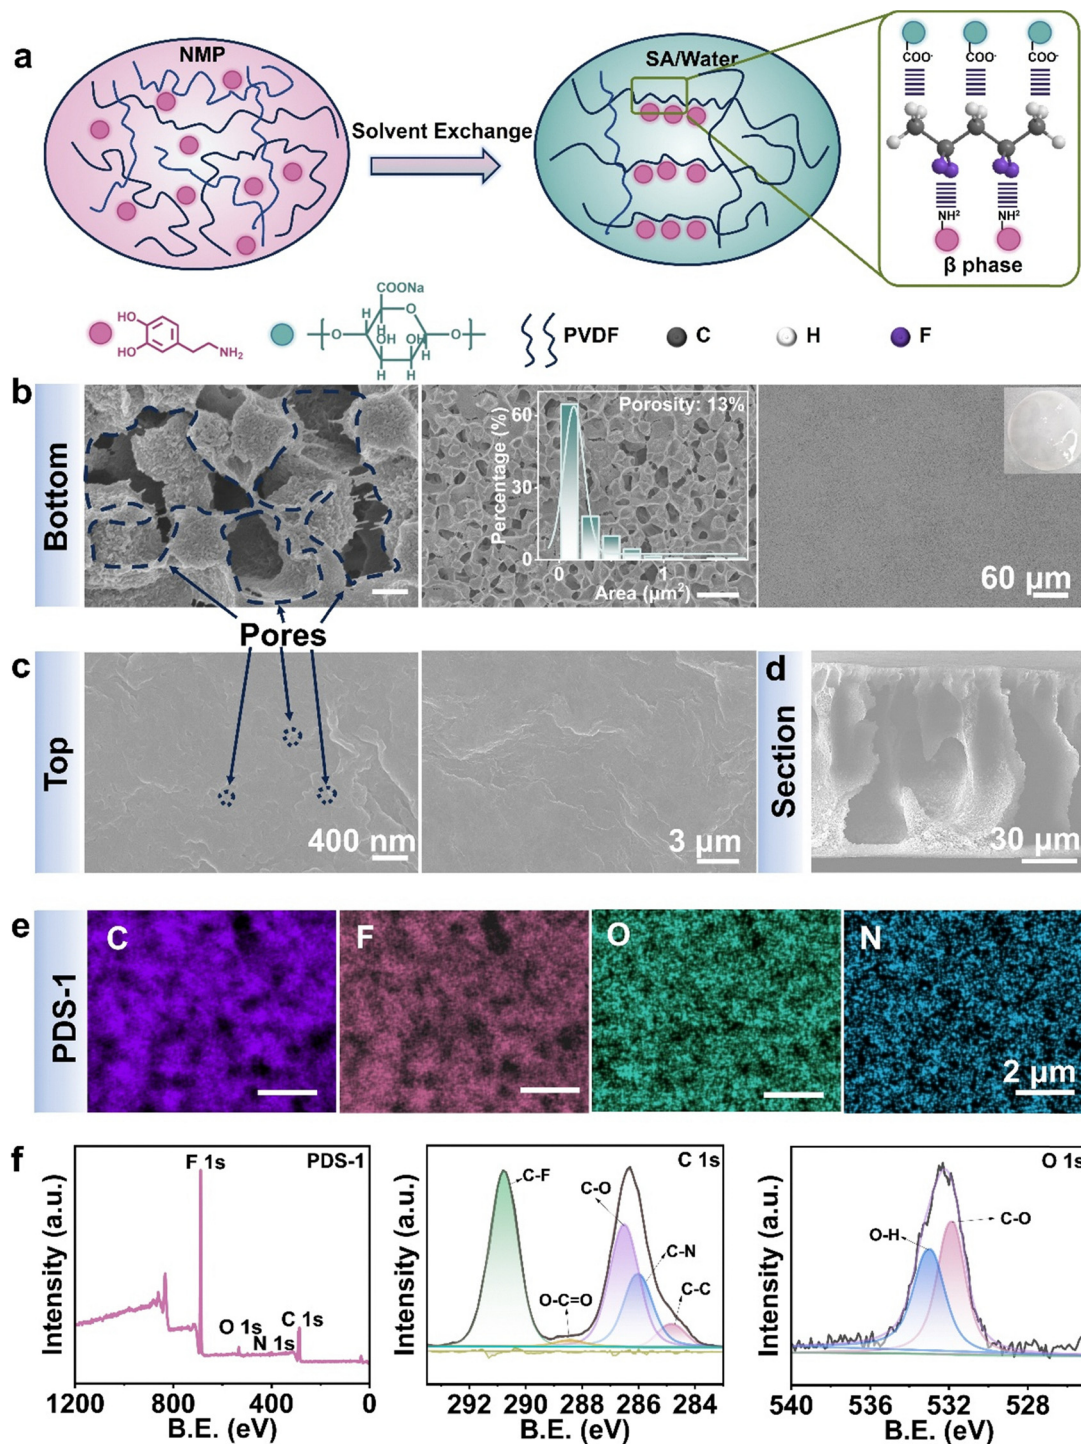 a
NMP
Solvent Exchange
SA/Water
COO-
COO-
COO-
NH²
NH²
β phase
HO
HO
NH₂
COONa
H
O
H
O
OH
OH
H
O
H
H
PVDF
C
H
F
b
Bottom
Porosity: 13%
Percentage (%)
60
30
0
0
1
Area (μm²)
60 μm
Pores
c
Top
400 nm
3 μm
d
Section
30 μm
e
PDS-1
C
F
O
N
2 μm
f
Intensity (a.u.)
F 1s
PDS-1
O 1s
N 1s
C 1s
1200
800
400
0
B.E. (eV)
Intensity (a.u.)
C 1s
C-F
C-O
C-N
O-C=O
C-C
292
290
288
286
284
B.E. (eV)
Intensity (a.u.)
O 1s
O-H
C-O
540
536
532
528
B.E. (eV)